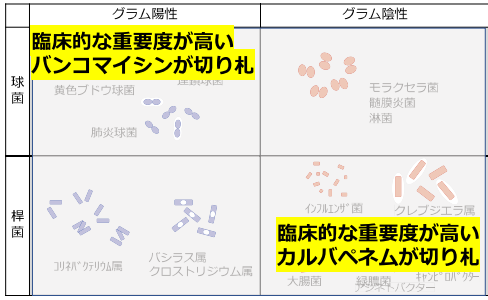 グラム陽性
グラム陰性
臨床的な重要度が高い
バンコマイシンが切り札
球菌
黄色ブドウ球菌
連鎖球菌
肺炎球菌
モラクセラ菌
髄膜炎菌
淋菌
桿菌
コリネバクテリウム属
バシラス属
クロストリジウム属
インフルエンザ菌
クレブジエラ属
臨床的な重要度が高い
カルバペネムが切り札
大腸菌
緑膿菌
キャンピロバクター
アシネトバクター